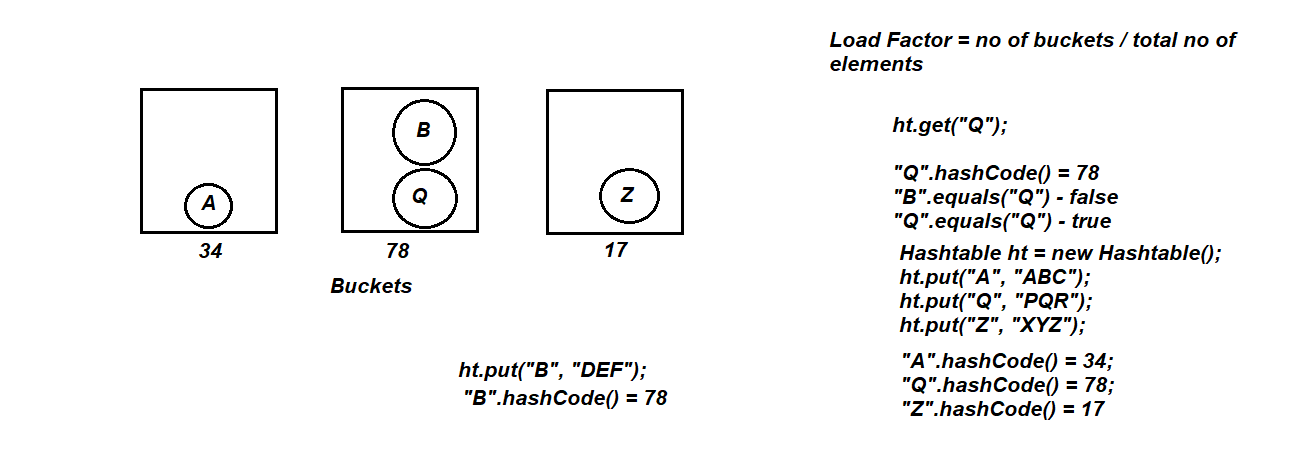 Load Factor = no of buckets / total no of
elements
B
Q
A
Z
34
78
17
Buckets
ht.get("Q");
"Q".hashCode() = 78
"B".equals("Q") - false
"Q".equals("Q") - true
Hashtable ht = new Hashtable();
ht.put("A", "ABC");
ht.put("Q", "PQR");
ht.put("Z", "XYZ");
ht.put("B", "DEF");
"B".hashCode() = 78
"A".hashCode() = 34;
"Q".hashCode() = 78;
"Z".hashCode() = 17